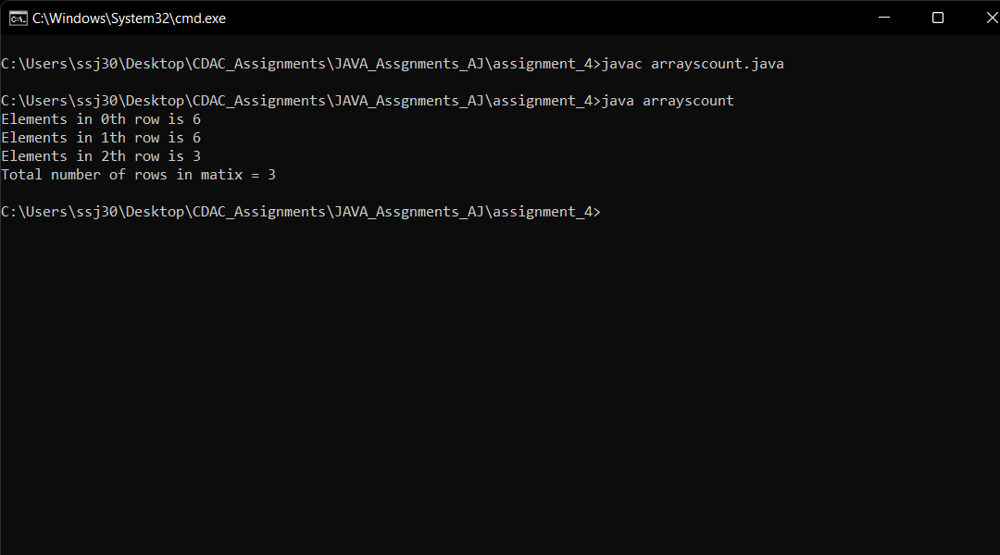 C:\Windows\System32\cmd.exe
C:\Users\ssj30\Desktop\CDAC_Assignments\JAVA_Assgnments_AJ\assignment_4>javac arrayscount.java
C:\Users\ssj30\Desktop\CDAC_Assignments\JAVA_Assgnments_AJ\assignment_4>java arrayscount
Elements in 0th row is 6
Elements in 1th row is 6
Elements in 2th row is 3
Total number of rows in matix = 3
C:\Users\ssj30\Desktop\CDAC_Assignments\JAVA_Assgnments_AJ\assignment_4>